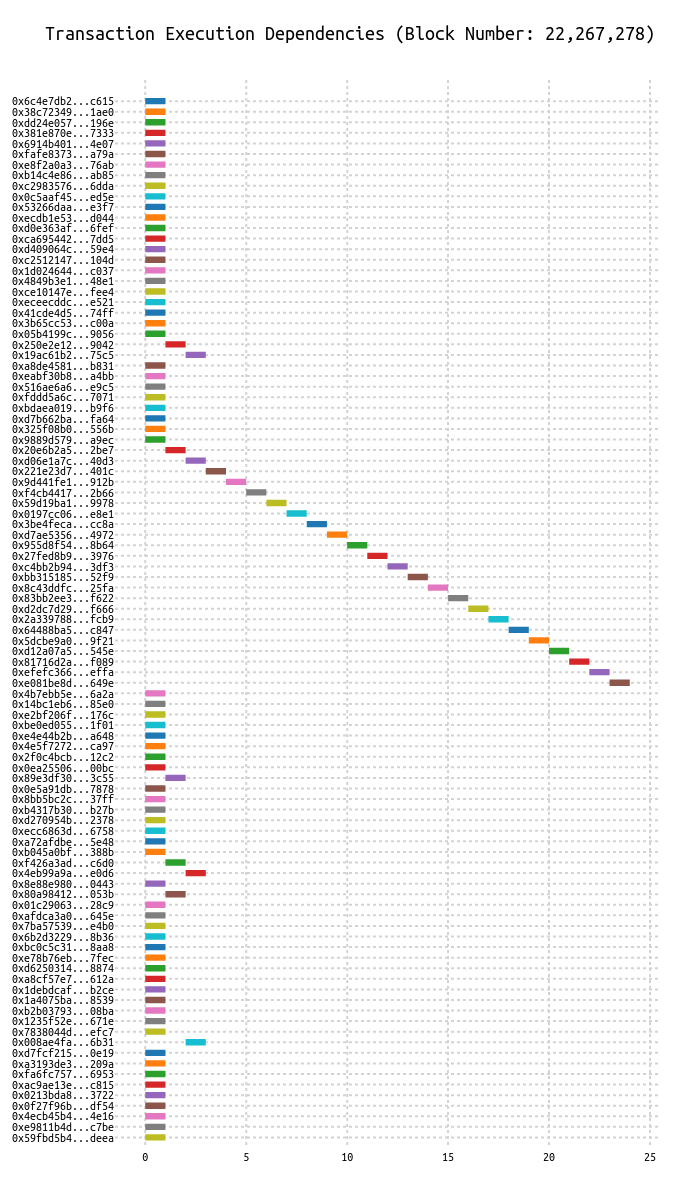 Transaction Execution Dependencies (Block Number: 22,267,278)
0x6c4e7db2...c615
0x38c72349...1ae0
0xdd24e057...196e
0x381e870e...7333
0x6914b401...4e07
0xfafe8373...a79a
0xe8f2a0a3...76ab
0xb14c4e86...ab85
0xc2983576...6dda
0x0c5aaf45...ed5e
0x53266daa...e3f7
0xecdb1e53...d044
0xd0e363af...6fef
0xca695442...7dd5
0xd409064c...59e4
0xc2512147...104d
0x1d024644...c037
0x4849b3e1...48e1
0xce10147e...fee4
0xeceecddc...e521
0x41cde4d5...74ff
0x3b65cc53...c00a
0x05b4199c...9056
0x250e2e12...9042
0x19ac61b2...75c5
0xa8de4581...b831
0xeabf30b8...a4bb
0x516ae6a6...e9c5
0xfddd5a6c...7071
0xbdaea019...b9f6
0xd7b662ba...fa64
0x325f08b0...556b
0x9889d579...a9ec
0x20e6b2a5...2be7
0xd06e1a7c...40d3
0x221e23d7...401c
0x9d441fe1...912b
0xf4cb4417...2b66
0x59d19ba1...9978
0x0197cc06...e8e1
0x3be4feca...cc8a
0xd7ae5356...4972
0x955d8f54...8b64
0x27fed8b9...3976
0xc4bb2b94...3df3
0xbb315185...52f9
0x8c43ddfc...25fa
0x83bb2ee3...f622
0xd2dc7d29...f666
0x2a339788...fcb9
0x64488ba5...c847
0x5dcbe9a0...9f21
0xd12a07a5...545e
0x81716d2a...f089
0xefefc366...effa
0xe081be8d...649e
0x4b7ebb5e...6a2a
0x14bc1eb6...85e0
0xe2bf206f...176c
0xbe0ed055...1f01
0xe4e44b2b...a648
0x4e5f7272...ca97
0x2f0c4bcb...12c2
0x0ea25506...00bc
0x89e3df30...3c55
0x0e5a91db...7878
0x8bb5bc2c...37ff
0xb4317b30...b27b
0xd270954b...2378
0xecc6863d...6758
0xa72afdbe...5e48
0xb045a0bf...388b
0xf426a3ad...c6d0
0x4eb99a9a...e0d6
0x8e88e980...0443
0x80a98412...053b
0x01c29063...28c9
0xafdca3a0...645e
0x7ba57539...e4b0
0x6b2d3229...8b36
0xbc0c5c31...8aa8
0xe78b76eb...7fec
0xd6250314...8874
0xa8cf57e7...612a
0x1debdcaf...b2ce
0x1a4075ba...8539
0xb2b03793...08ba
0x1235f52e...671e
0x7838044d...efc7
0x008ae4fa...6b31
0xd7fcf215...0e19
0xa3193de3...209a
0xfa6fc757...6953
0xac9ae13e...c815
0x0213bda8...3722
0x0f27f96b...df54
0x4ecb45b4...4e16
0xe9811b4d...c7be
0x59fbd5b4...deea
0 5 10 15 20 25